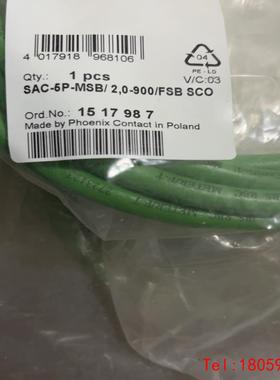 4 017918 968106
04
PE-LD
V/C:03
Qty.: 1 pcs
SAC-5P-MSB/ 2,0-900/FSB SCO
Ord.No.: 15 17 98 7
Made by Phoenix Contact in Poland
Tel:18059